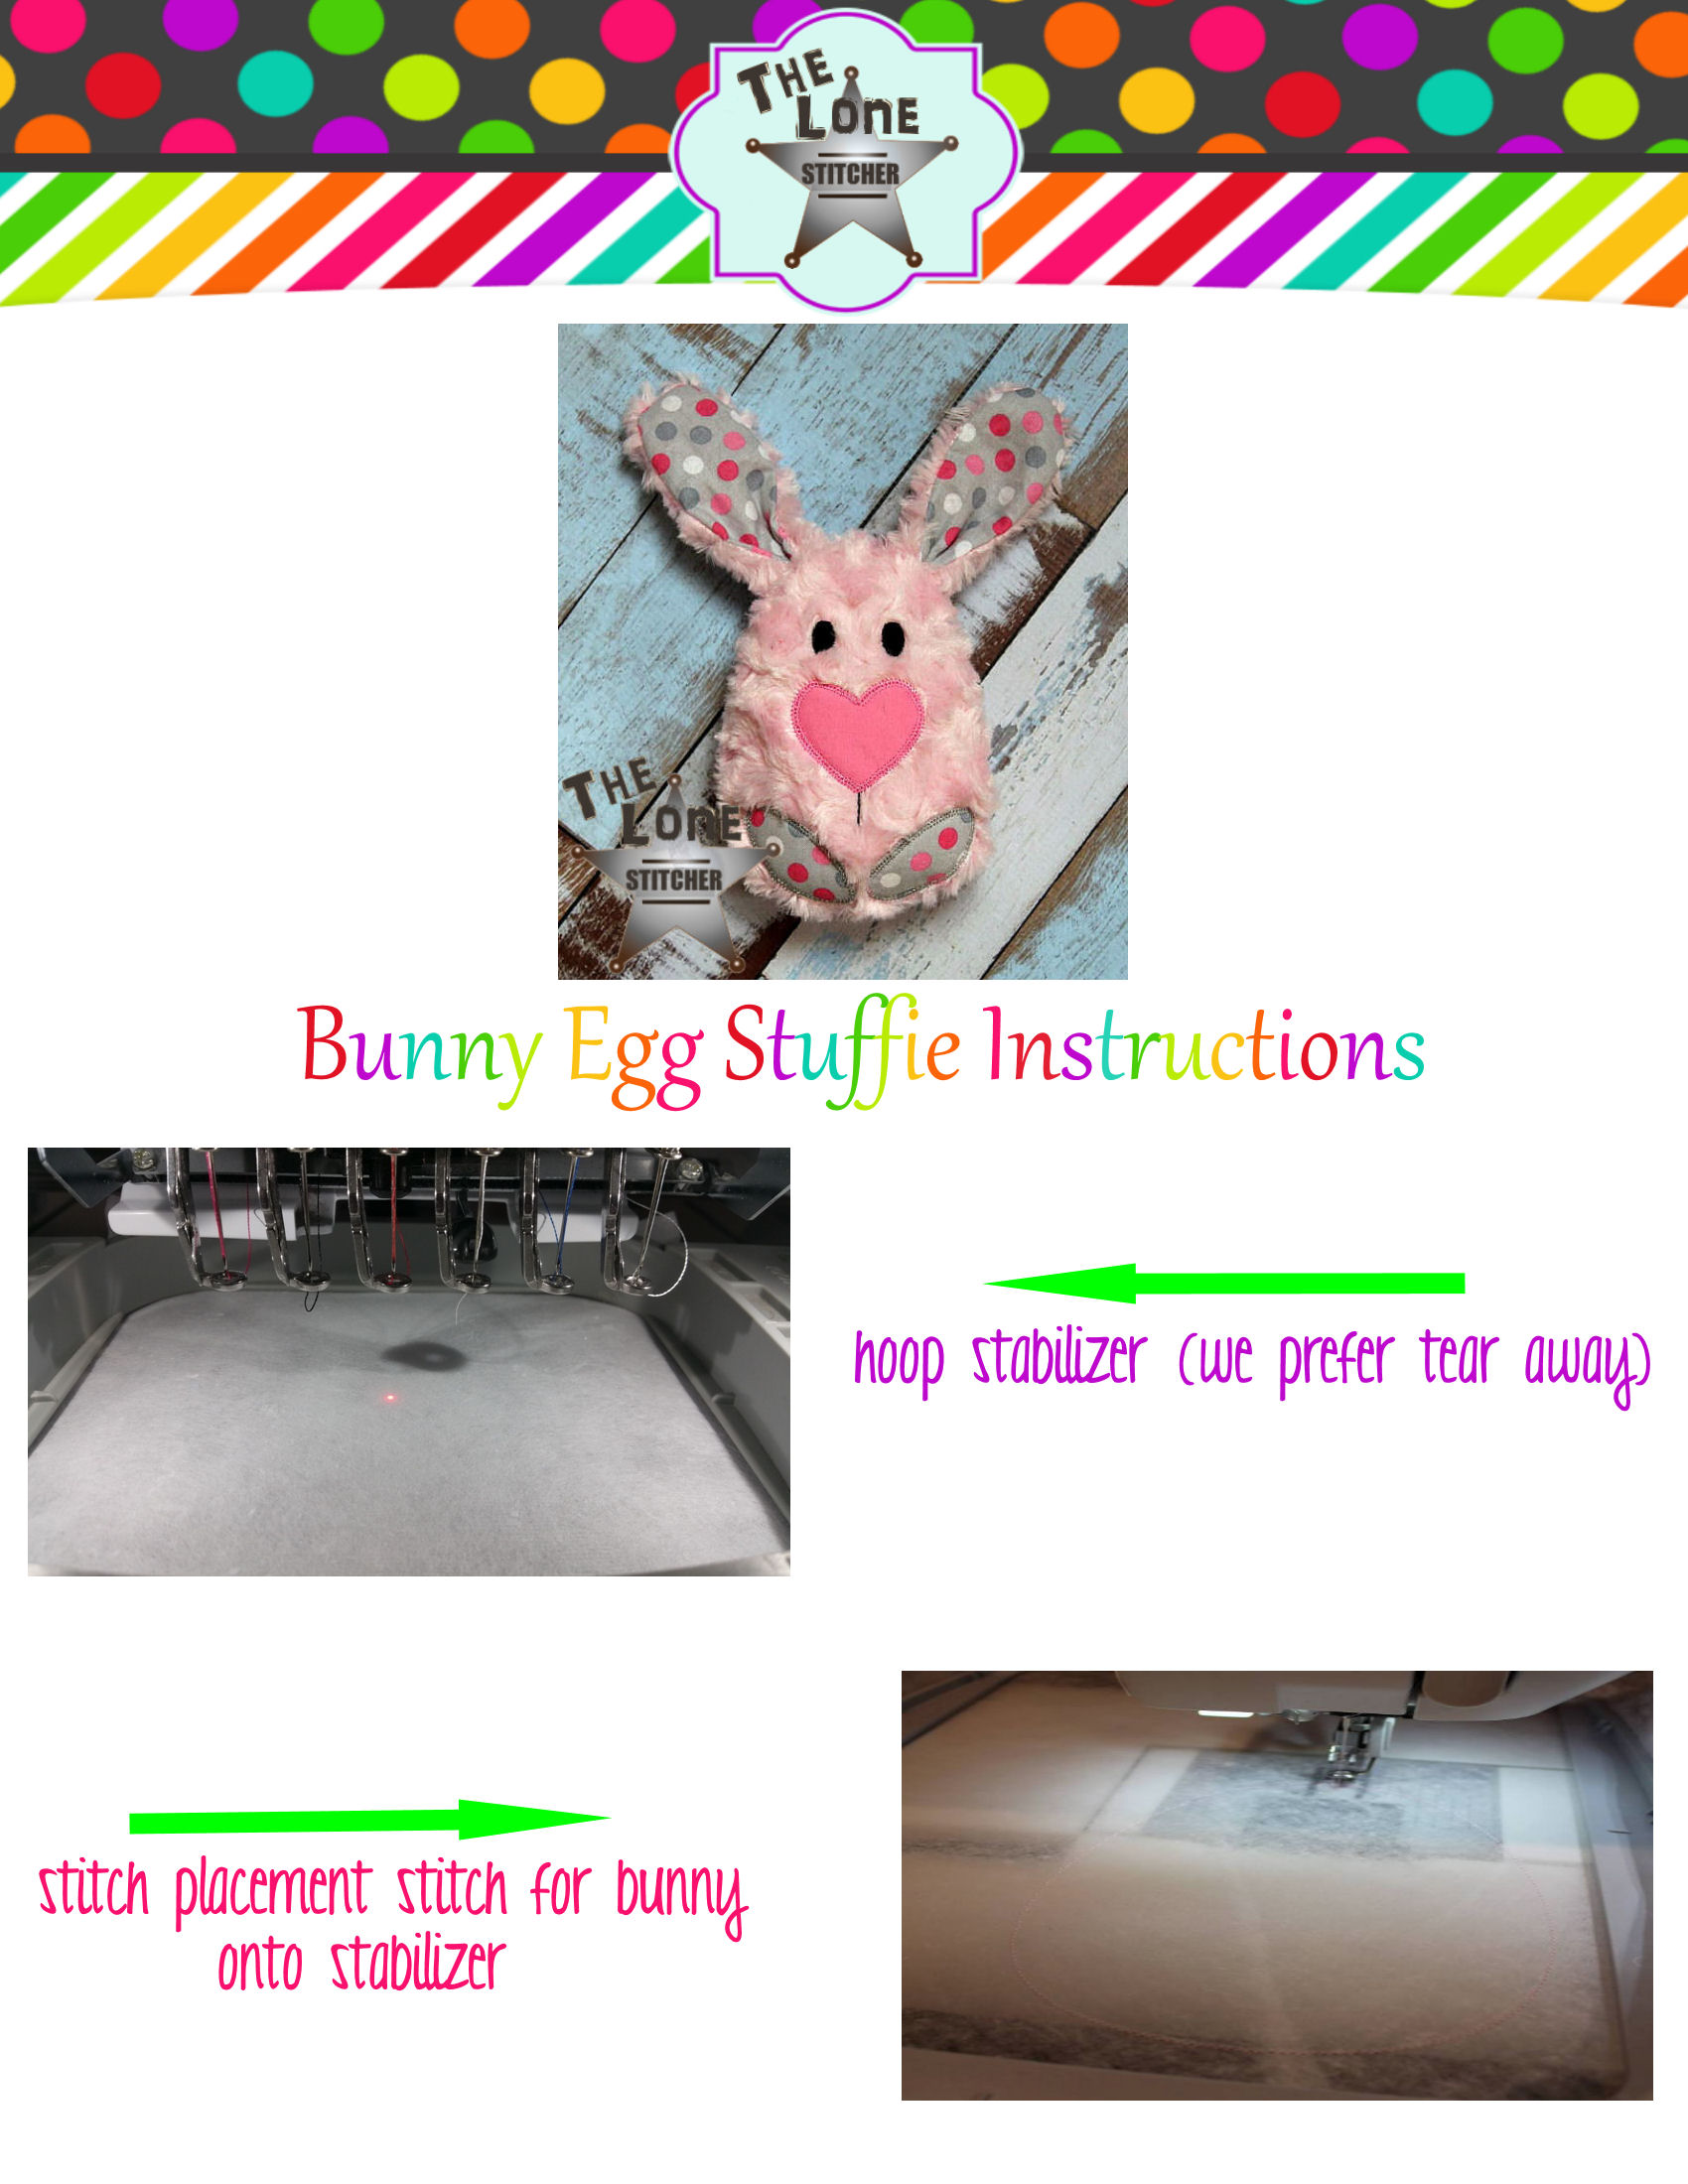 THE
LONE
STITCHER
THE
LONE
STITCHER
Bunny Egg Stuffie Instructions
hoop stabilizer (we prefer tear away)
stitch placement stitch for bunny
onto stabilizer